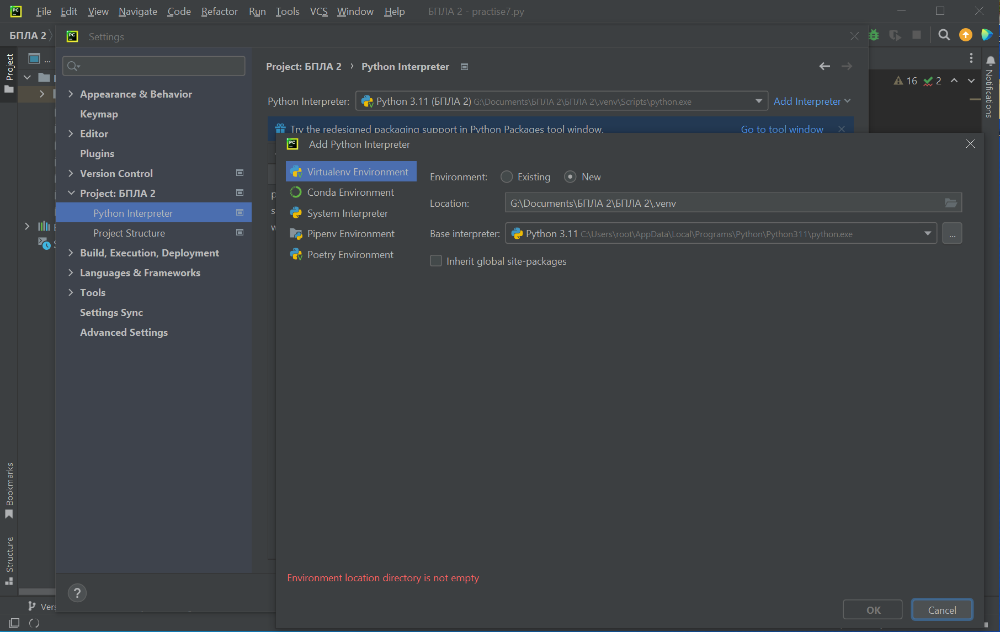 File Edit View Navigate Code Refactor Run Tools VCS Window Help БПЛА 2 - practise7.py
БПЛА 2
Settings
Project
...
Project: БПЛА 2 › Python Interpreter
16 2
Notifications
Python Interpreter: Python 3.11 (БПЛА 2) G:\Documents\БПЛА 2\БПЛА 2\.venv\Scripts\python.exe Add Interpreter
Try the redesigned packaging support in Python Packages tool window. Go to tool window
Appearance & Behavior
Keymap
Editor
Plugins
Version Control
Project: БПЛА 2
Python Interpreter
Project Structure
Build, Execution, Deployment
Languages & Frameworks
Tools
Settings Sync
Advanced Settings
Add Python Interpreter
Virtualenv Environment
Conda Environment
System Interpreter
Pipenv Environment
Poetry Environment
Environment: Existing New
Location: G:\Documents\БПЛА 2\БПЛА 2\.venv
Base interpreter: Python 3.11 C:\Users\root\AppData\Local\Programs\Python\Python311\python.exe ...
Inherit global site-packages
Bookmarks
Structure
Environment location directory is not empty
?
OK Cancel